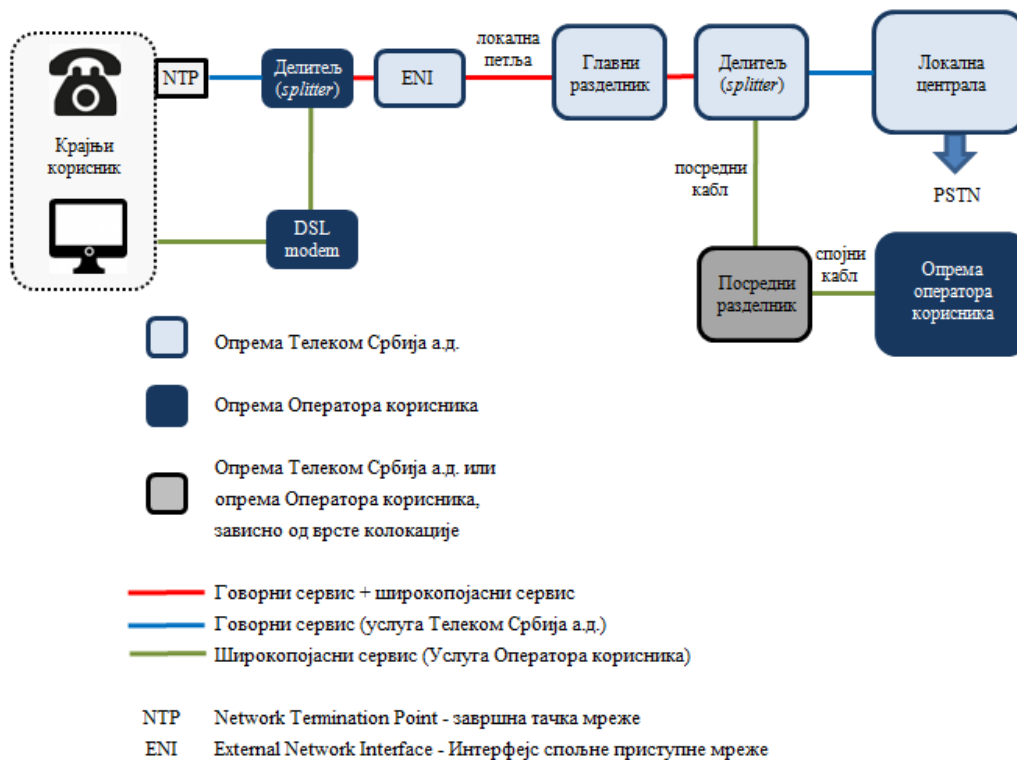 Крајњи
корисник
NTP
Делитељ
(splitter)
ENI
локална
петља
Главни
разделник
Делитељ
(splitter)
Локална
централа
DSL
modem
посредни
кабл
PSTN
Посредни
разделник
спојни
кабл
Опрема
оператора
корисника
Опрема Телеком Србија а.д.
Опрема Оператора корисника
Опрема Телеком Србија а.д. или
опрема Оператора корисника,
зависно од врсте колокације
Говорни сервис + широкопојасни сервис
Говорни сервис (услуга Телеком Србија а.д.)
Широкопојасни сервис (Услуга Оператора корисника)
NTP Network Termination Point - завршна тачка мреже
ENI External Network Interface - Интерфејс спољне приступне мреже